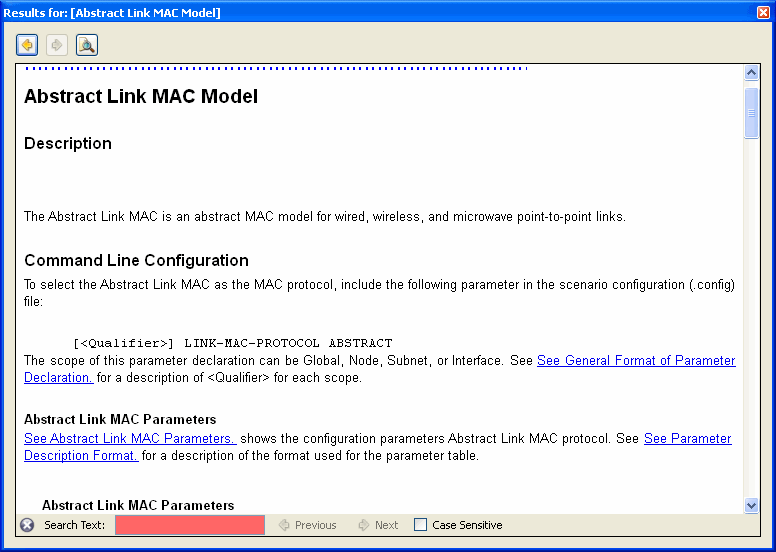 Results for: [Abstract Link MAC Model]
Abstract Link MAC Model
Description
The Abstract Link MAC is an abstract MAC model for wired, wireless, and microwave point-to-point links.
Command Line Configuration
To select the Abstract Link MAC as the MAC protocol, include the following parameter in the scenario configuration (.config)
file:
[<Qualifier>] LINK-MAC-PROTOCOL ABSTRACT
The scope of this parameter declaration can be Global, Node, Subnet, or Interface. See See General Format of Parameter
Declaration. for a description of <Qualifier> for each scope.
Abstract Link MAC Parameters
See Abstract Link MAC Parameters. shows the configuration parameters Abstract Link MAC protocol. See See Parameter
Description Format. for a description of the format used for the parameter table.
Abstract Link MAC Parameters
Search Text: Previous Next Case Sensitive